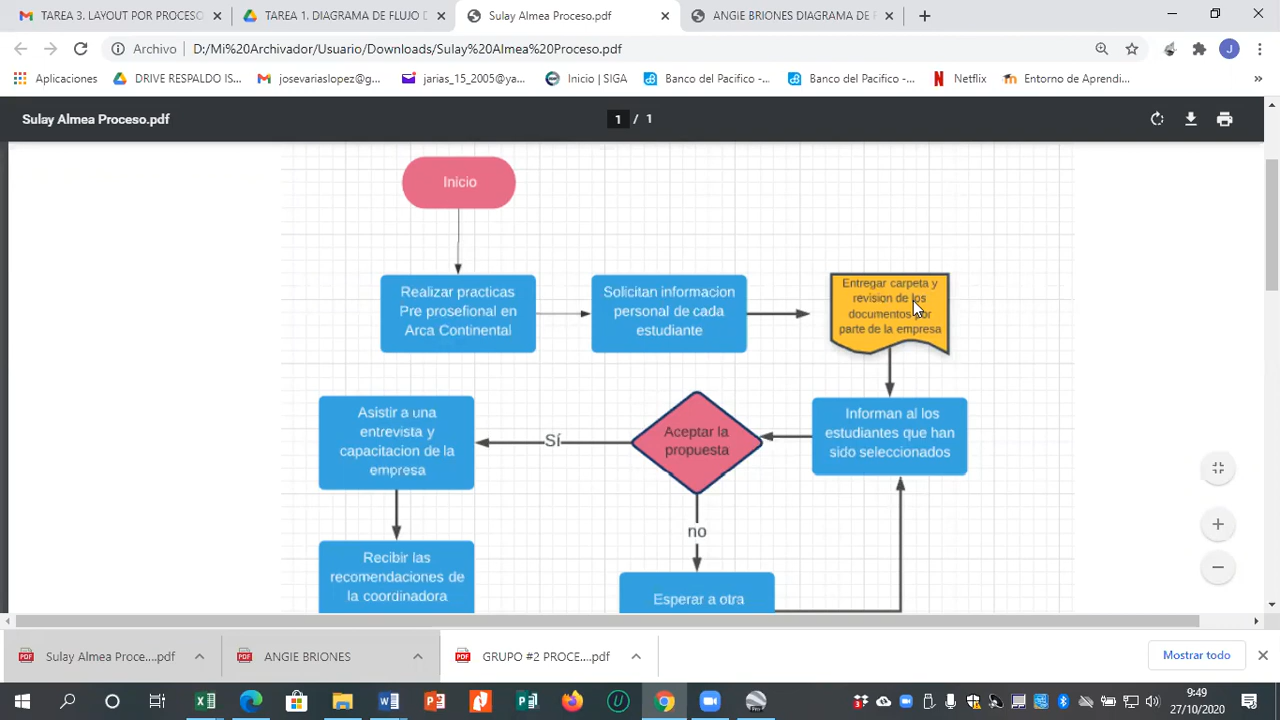 TAREA 3. LAYOUT POR PROCESO
TAREA 1. DIAGRAMA DE FLUJO D
Sulay Almea Proceso.pdf
ANGIE BRIONES DIAGRAMA DE F
Archivo
D:/Mi%20Archivador/Usuario/Downloads/Sulay%20Almea%20Proceso.pdf
J
Aplicaciones
DRIVE RESPALDO IS...
josevariaslopez@g...
jarias_15_2005@ya...
Inicio | SIGA
Banco del Pacifico -...
Banco del Pacifico -...
Netflix
Entorno de Aprendi...
Sulay Almea Proceso.pdf
1 / 1
Inicio
Realizar practicas
Pre prosefional en
Arca Continental
Solicitan informacion
personal de cada
estudiante
Entregar carpeta y
revision de los
documentos por
parte de la empresa
Asistir a una
entrevista y
capacitacion de la
empresa
Sí
Aceptar la
propuesta
Informan al los
estudiantes que han
sido seleccionados
no
Recibir las
recomendaciones de
la coordinadora
Esperar a otra
Sulay Almea Proce....pdf
ANGIE BRIONES
GRUPO #2 PROCE....pdf
Mostrar todo
9:49
27/10/2020